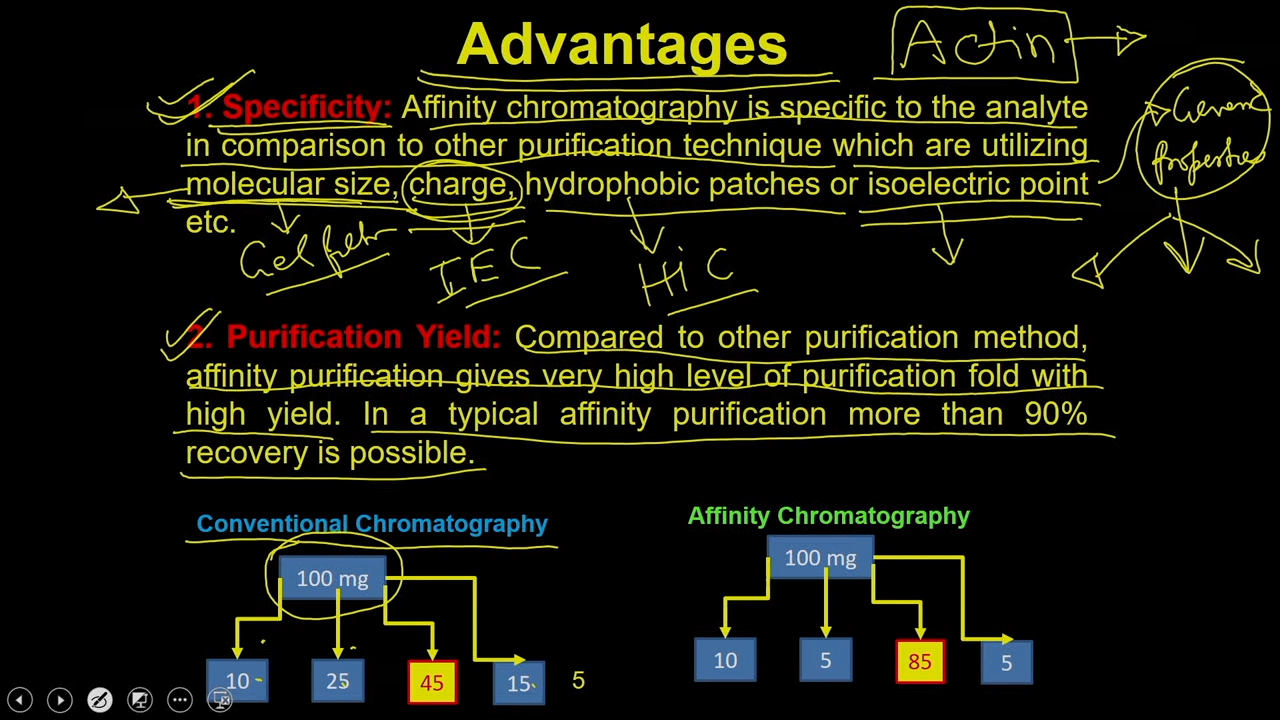 Advantages
Actin
1. Specificity: Affinity chromatography is specific to the analyte
in comparison to other purification technique which are utilizing
molecular size, charge, hydrophobic patches or isoelectric point
etc.
General
Properties
Gel filtr
IEC
HiC
2. Purification Yield: Compared to other purification method,
affinity purification gives very high level of purification fold with
high yield. In a typical affinity purification more than 90%
recovery is possible.
Conventional Chromatography
100 mg
10 25 45 15 5
Affinity Chromatography
100 mg
10 5 85 5